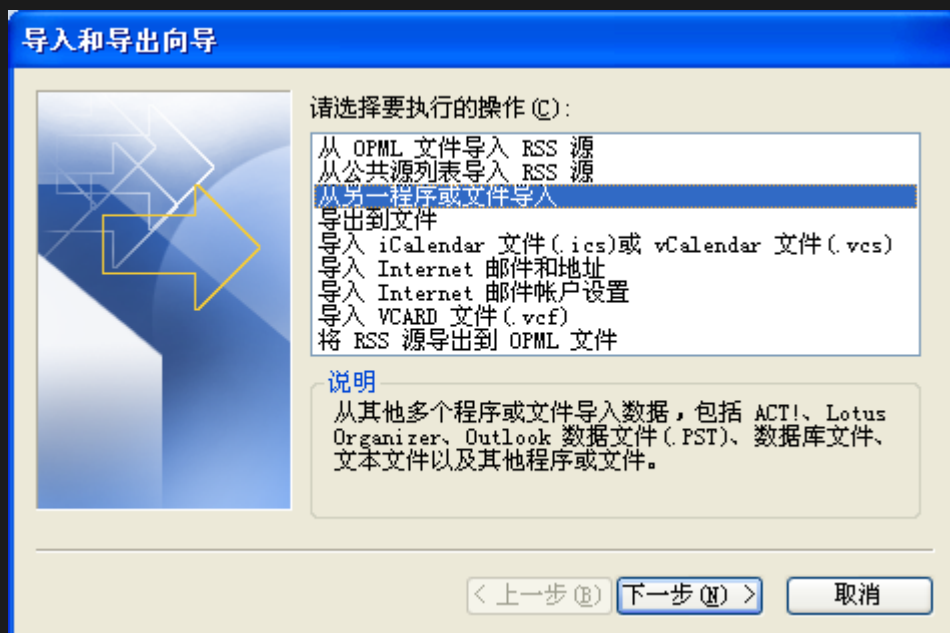 导入和导出向导
请选择要执行的操作(C):
从 OPML 文件导入 RSS 源
从公共源列表导入 RSS 源
从另一程序或文件导入
导出到文件
导入 iCalendar 文件(.ics)或 vCalendar 文件(.vcs)
导入 Internet 邮件和地址
导入 Internet 邮件帐户设置
导入 VCARD 文件(.vcf)
将 RSS 源导出到 OPML 文件
说明
从其他多个程序或文件导入数据，包括 ACT!、Lotus
Organizer、Outlook 数据文件(.PST)、数据库文件、
文本文件以及其他程序或文件。
< 上一步(B) 下一步(N) > 取消